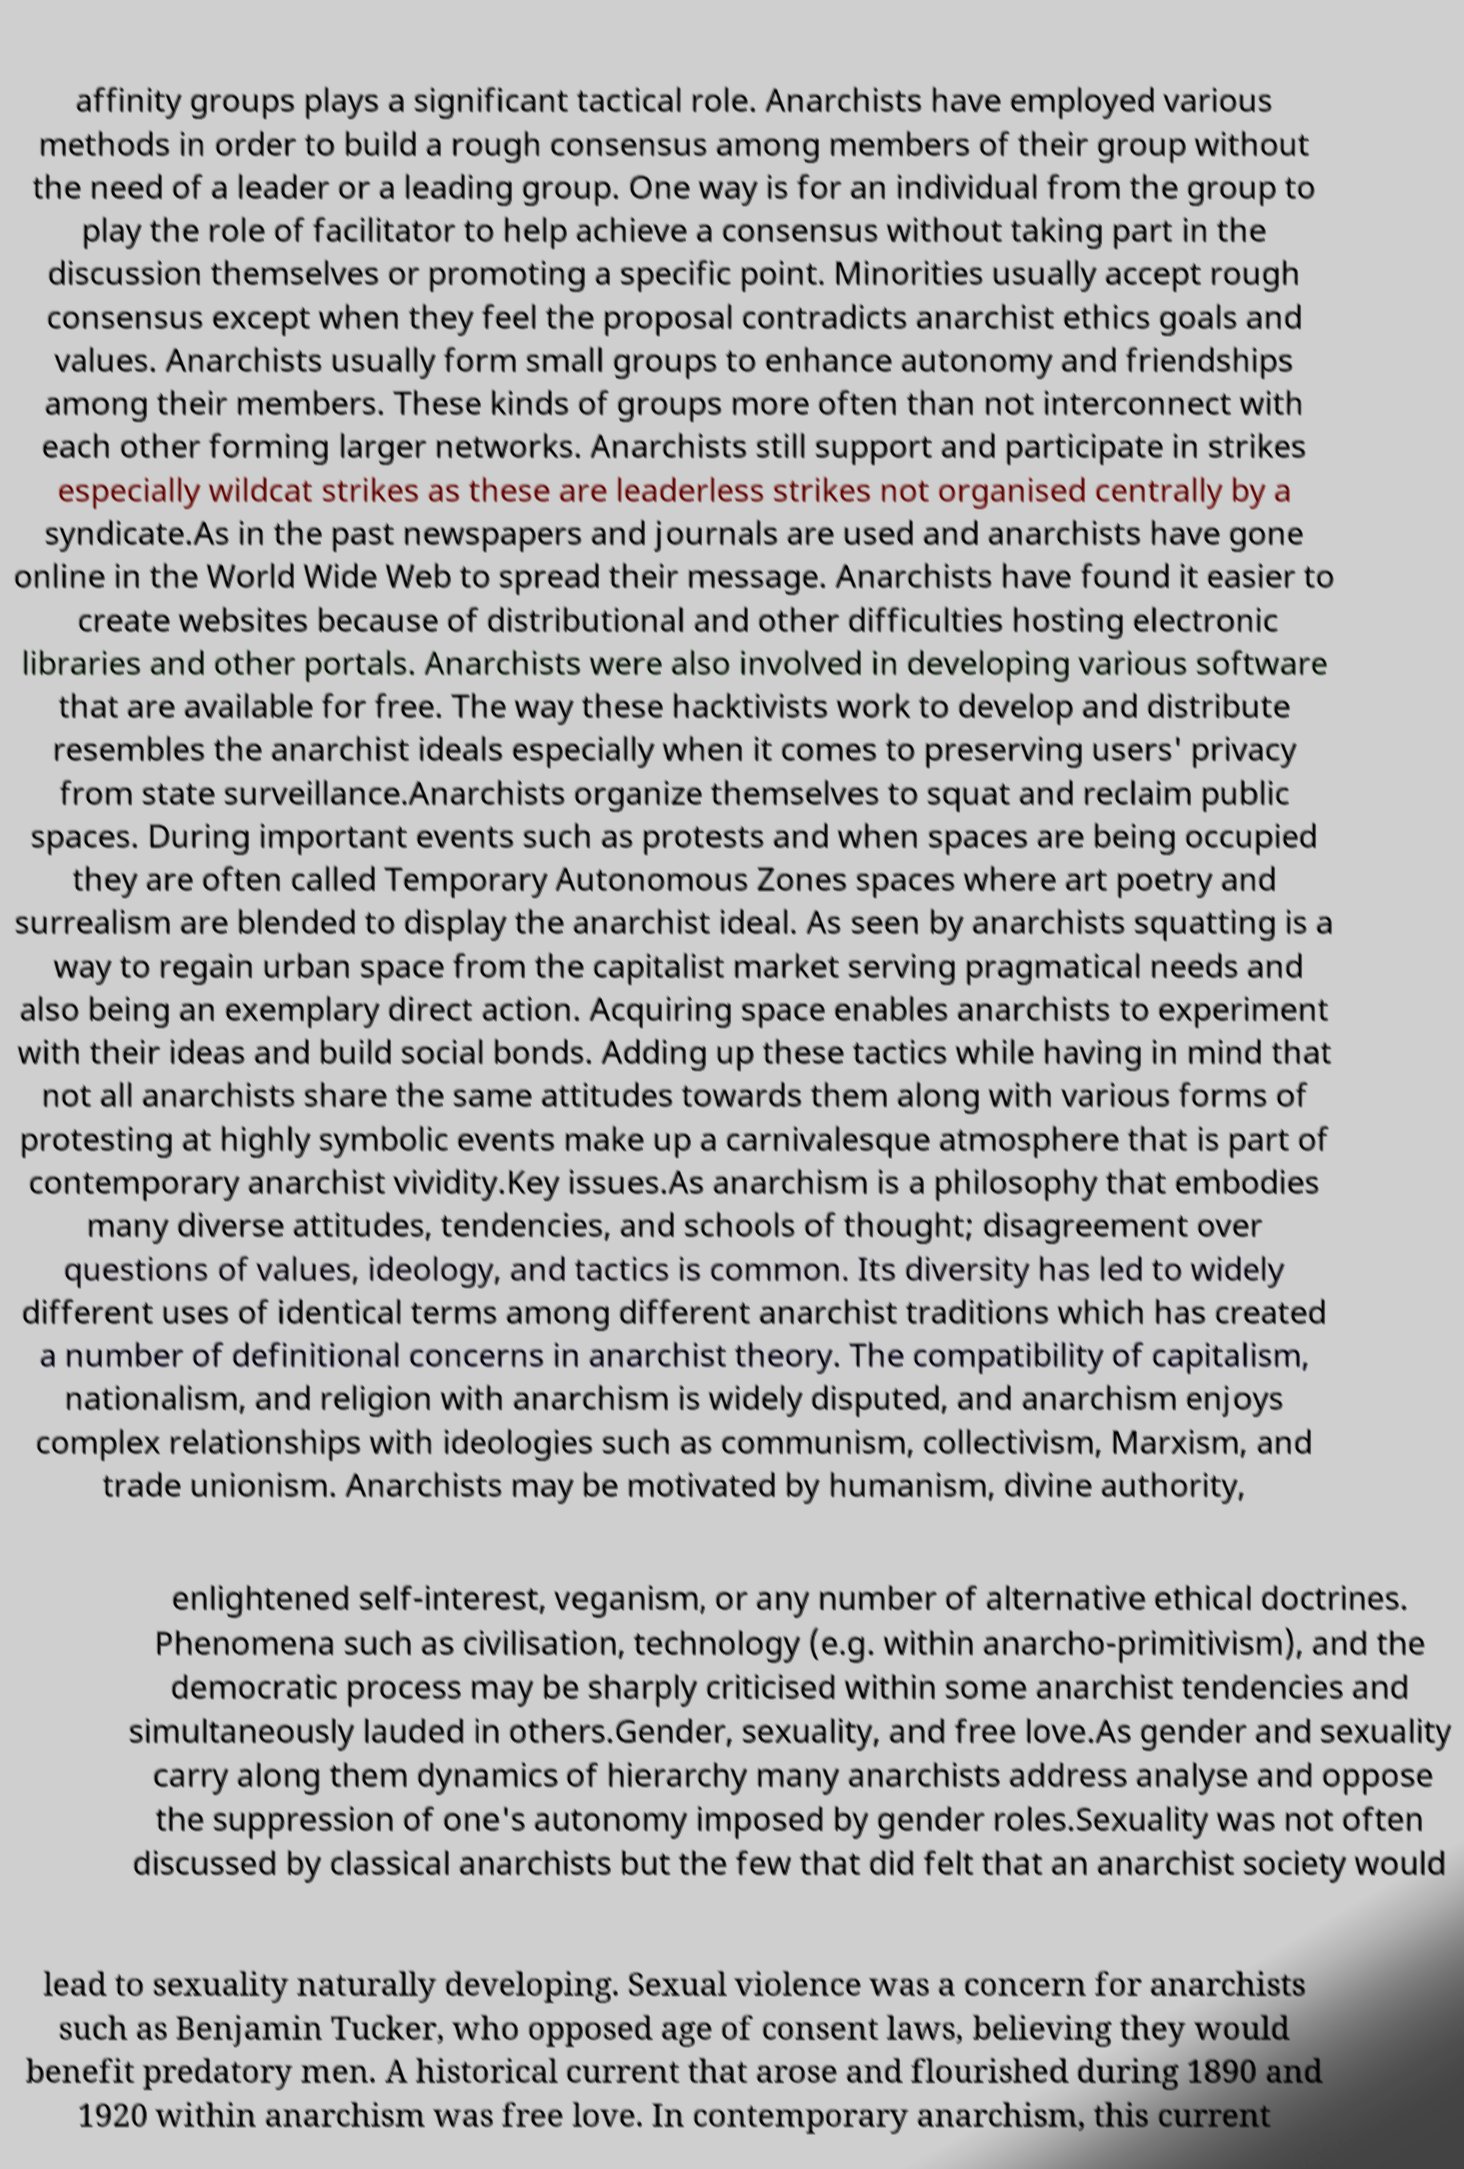 affinity groups plays a significant tactical role. Anarchists have employed various
methods in order to build a rough consensus among members of their group without
the need of a leader or a leading group. One way is for an individual from the group to
play the role of facilitator to help achieve a consensus without taking part in the
discussion themselves or promoting a specific point. Minorities usually accept rough
consensus except when they feel the proposal contradicts anarchist ethics goals and
values. Anarchists usually form small groups to enhance autonomy and friendships
among their members. These kinds of groups more often than not interconnect with
each other forming larger networks. Anarchists still support and participate in strikes
especially wildcat strikes as these are leaderless strikes not organised centrally by a
syndicate.As in the past newspapers and journals are used and anarchists have gone
online in the World Wide Web to spread their message. Anarchists have found it easier to
create websites because of distributional and other difficulties hosting electronic
libraries and other portals. Anarchists were also involved in developing various software
that are available for free. The way these hacktivists work to develop and distribute
resembles the anarchist ideals especially when it comes to preserving users' privacy
from state surveillance.Anarchists organize themselves to squat and reclaim public
spaces. During important events such as protests and when spaces are being occupied
they are often called Temporary Autonomous Zones spaces where art poetry and
surrealism are blended to display the anarchist ideal. As seen by anarchists squatting is a
way to regain urban space from the capitalist market serving pragmatical needs and
also being an exemplary direct action. Acquiring space enables anarchists to experiment
with their ideas and build social bonds. Adding up these tactics while having in mind that
not all anarchists share the same attitudes towards them along with various forms of
protesting at highly symbolic events make up a carnivalesque atmosphere that is part of
contemporary anarchist vividity.Key issues.As anarchism is a philosophy that embodies
many diverse attitudes, tendencies, and schools of thought; disagreement over
questions of values, ideology, and tactics is common. Its diversity has led to widely
different uses of identical terms among different anarchist traditions which has created
a number of definitional concerns in anarchist theory. The compatibility of capitalism,
nationalism, and religion with anarchism is widely disputed, and anarchism enjoys
complex relationships with ideologies such as communism, collectivism, Marxism, and
trade unionism. Anarchists may be motivated by humanism, divine authority,
enlightened self-interest, veganism, or any number of alternative ethical doctrines.
Phenomena such as civilisation, technology (e.g. within anarcho-primitivism), and the
democratic process may be sharply criticised within some anarchist tendencies and
simultaneously lauded in others.Gender, sexuality, and free love.As gender and sexuality
carry along them dynamics of hierarchy many anarchists address analyse and oppose
the suppression of one's autonomy imposed by gender roles.Sexuality was not often
discussed by classical anarchists but the few that did felt that an anarchist society would
lead to sexuality naturally developing. Sexual violence was a concern for anarchists
such as Benjamin Tucker, who opposed age of consent laws, believing they would
benefit predatory men. A historical current that arose and flourished during 1890 and
1920 within anarchism was free love. In contemporary anarchism, this current